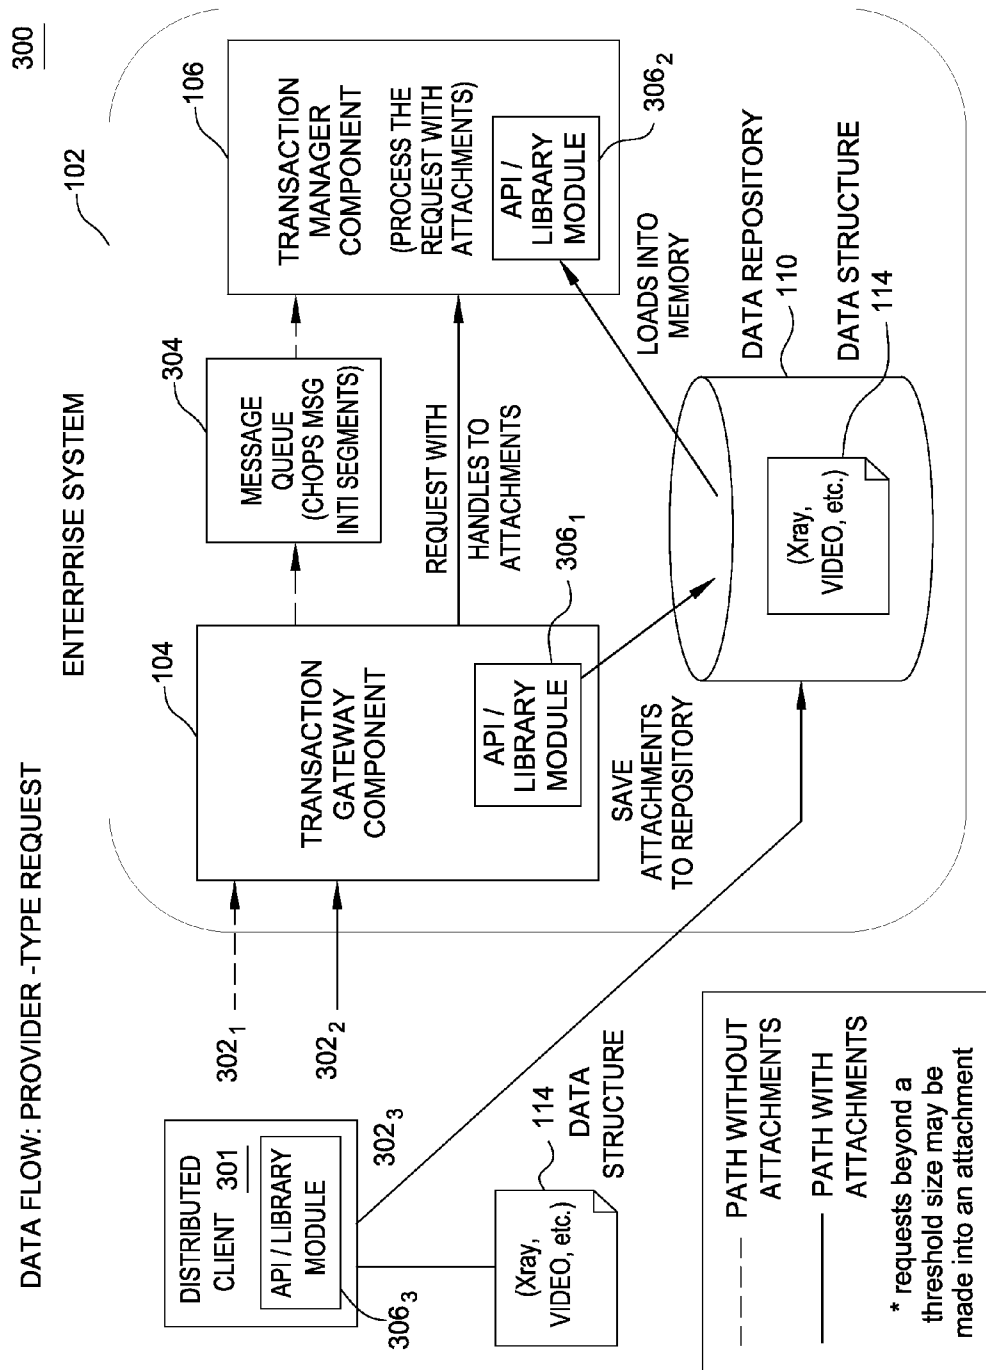 300
DATA FLOW: PROVIDER -TYPE REQUEST
ENTERPRISE SYSTEM
102
DISTRIBUTED
CLIENT 301
API / LIBRARY
MODULE
306₃
302₁
302₂
302₃
(Xray,
VIDEO, etc.)
114
DATA
STRUCTURE
104
TRANSACTION
GATEWAY
COMPONENT
API /
LIBRARY
MODULE
306₁
SAVE
ATTACHMENTS
TO REPOSITORY
304
MESSAGE
QUEUE
(CHOPS MSG
INTI SEGMENTS)
REQUEST WITH
HANDLES TO
ATTACHMENTS
106
TRANSACTION
MANAGER
COMPONENT
(PROCESS THE
REQUEST WITH
ATTACHMENTS)
API /
LIBRARY
MODULE
306₂
LOADS INTO
MEMORY
DATA REPOSITORY
110
DATA STRUCTURE
114
(Xray,
VIDEO, etc.)
PATH WITHOUT
ATTACHMENTS
PATH WITH
ATTACHMENTS
* requests beyond a
threshold size may be
made into an attachment